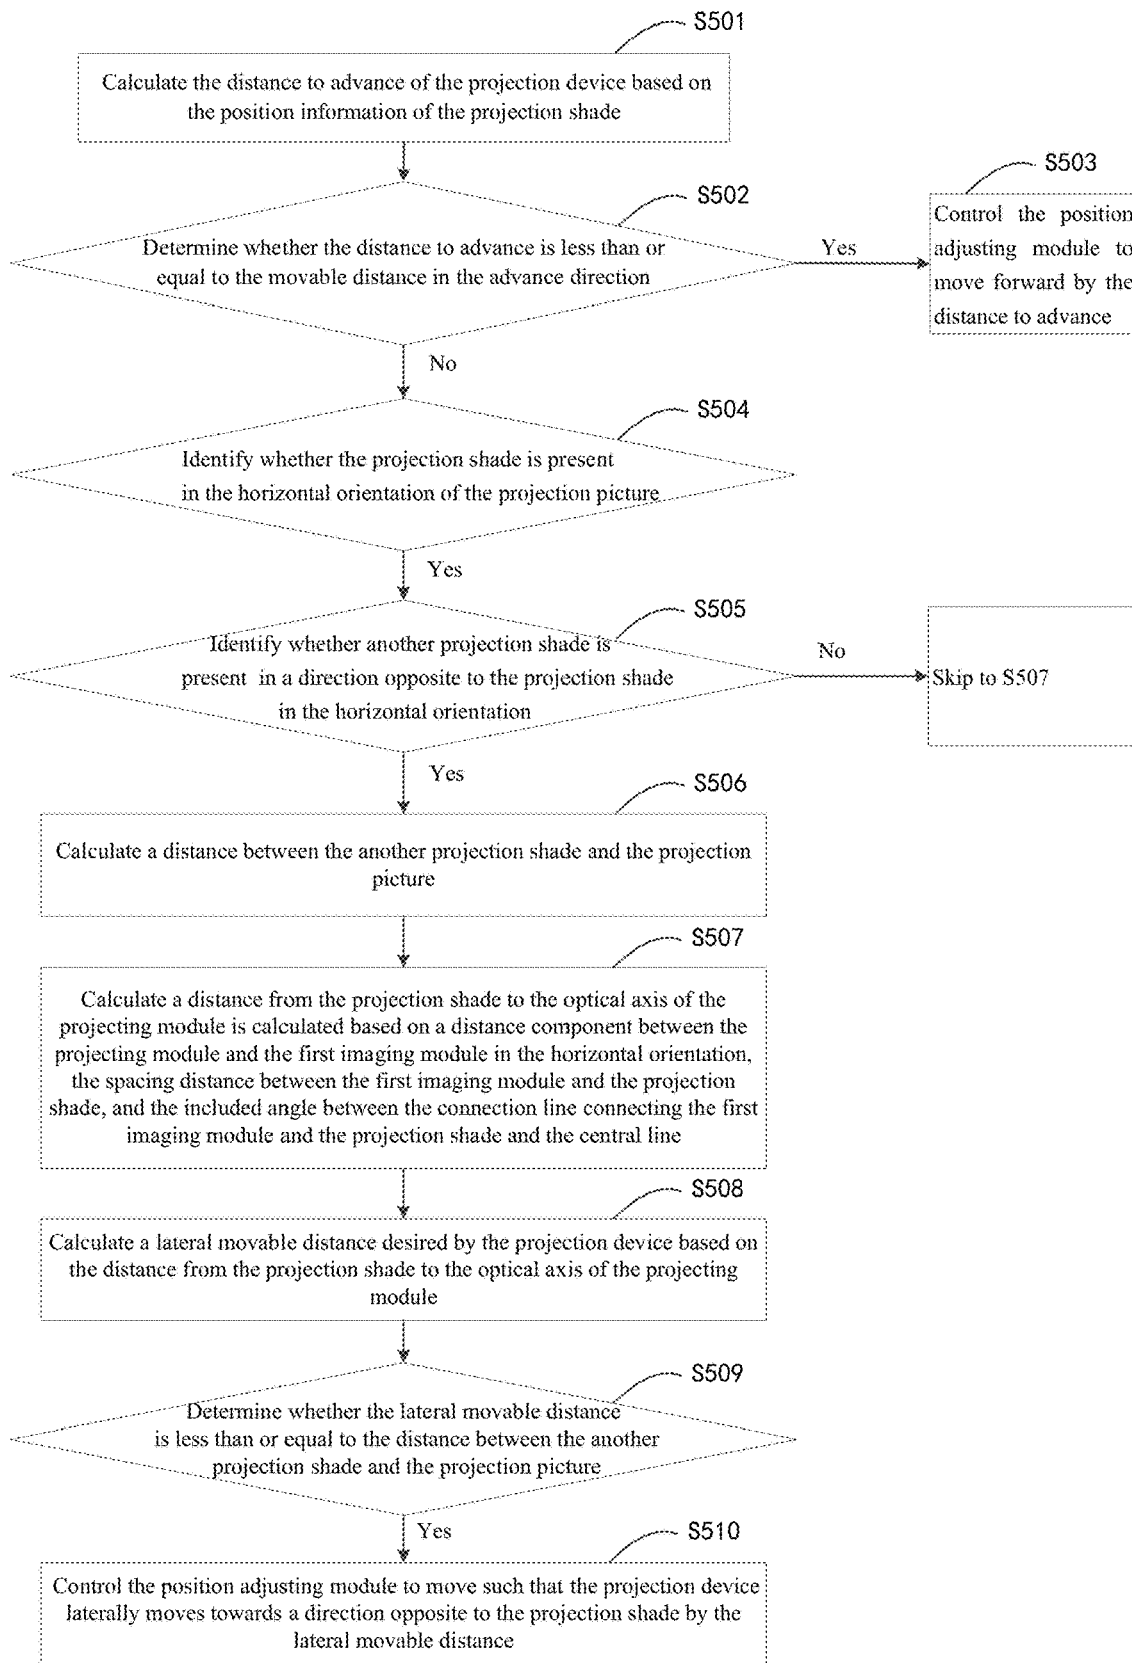 S501
Calculate the distance to advance of the projection device based on
the position information of the projection shade
S502
Determine whether the distance to advance is less than or
equal to the movable distance in the advance direction
Yes
S503
Control the position
adjusting module to
move forward by the
distance to advance
No
S504
Identify whether the projection shade is present
in the horizontal orientation of the projection picture
Yes
S505
Identify whether another projection shade is
present in a direction opposite to the projection shade
in the horizontal orientation
No
Skip to S507
Yes
S506
Calculate a distance between the another projection shade and the projection
picture
S507
Calculate a distance from the projection shade to the optical axis of the
projecting module is calculated based on a distance component between the
projecting module and the first imaging module in the horizontal orientation,
the spacing distance between the first imaging module and the projection
shade, and the included angle between the connection line connecting the first
imaging module and the projection shade and the central line
S508
Calculate a lateral movable distance desired by the projection device based on
the distance from the projection shade to the optical axis of the projecting
module
S509
Determine whether the lateral movable distance
is less than or equal to the distance between the another
projection shade and the projection picture
Yes
S510
Control the position adjusting module to move such that the projection device
laterally moves towards a direction opposite to the projection shade by the
lateral movable distance